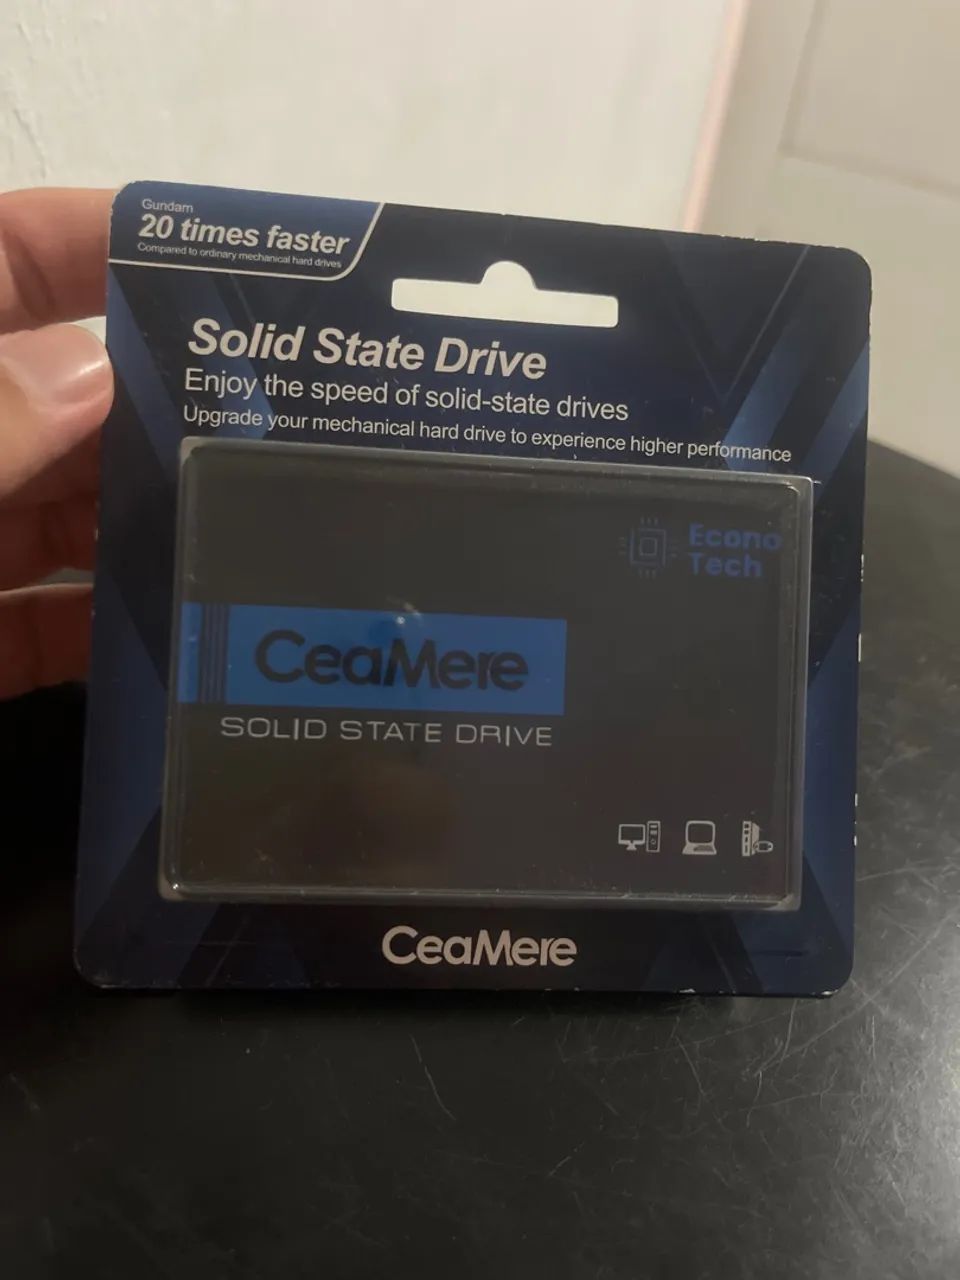 Gundam
20 times faster
Compared to ordinary mechanical hard drives
Solid State Drive
Enjoy the speed of solid-state drives
Upgrade your mechanical hard drive to experience higher performance
Econo
Tech
CeaMere
SOLID STATE DRIVE
CeaMere